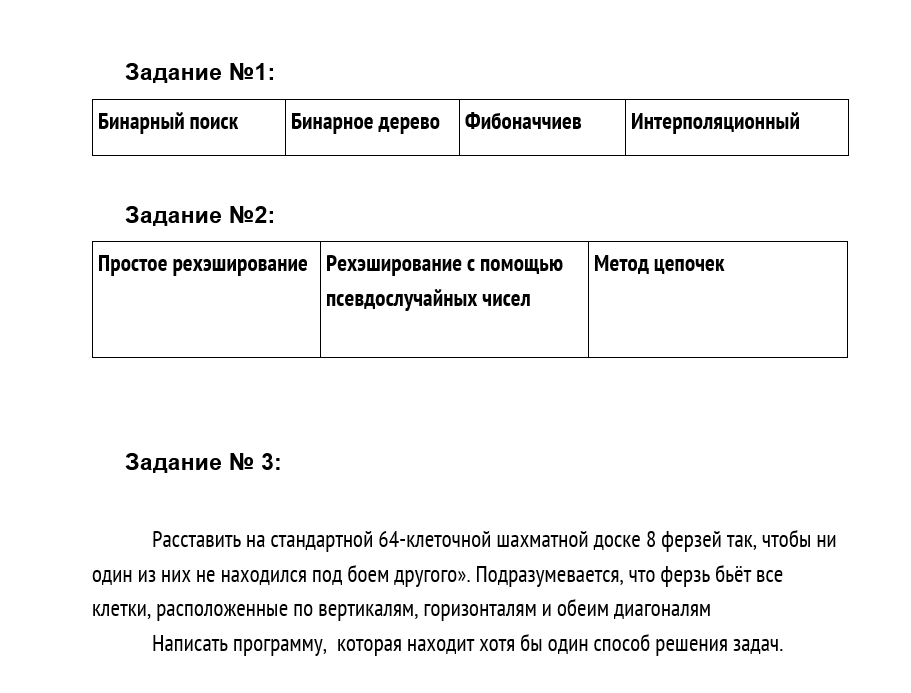 Задание №1:
Бинарный поиск
Бинарное дерево
Фибоначчиев
Интерполяционный
Задание №2:
Простое рехэширование
Рехэширование с помощью
псевдослучайных чисел
Метод цепочек
Задание № 3:
Расставить на стандартной 64-клеточной шахматной доске 8 ферзей так, чтобы ни
один из них не находился под боем другого». Подразумевается, что ферзь бьёт все
клетки, расположенные по вертикалям, горизонталям и обеим диагоналям
Написать программу,  которая находит хотя бы один способ решения задач.